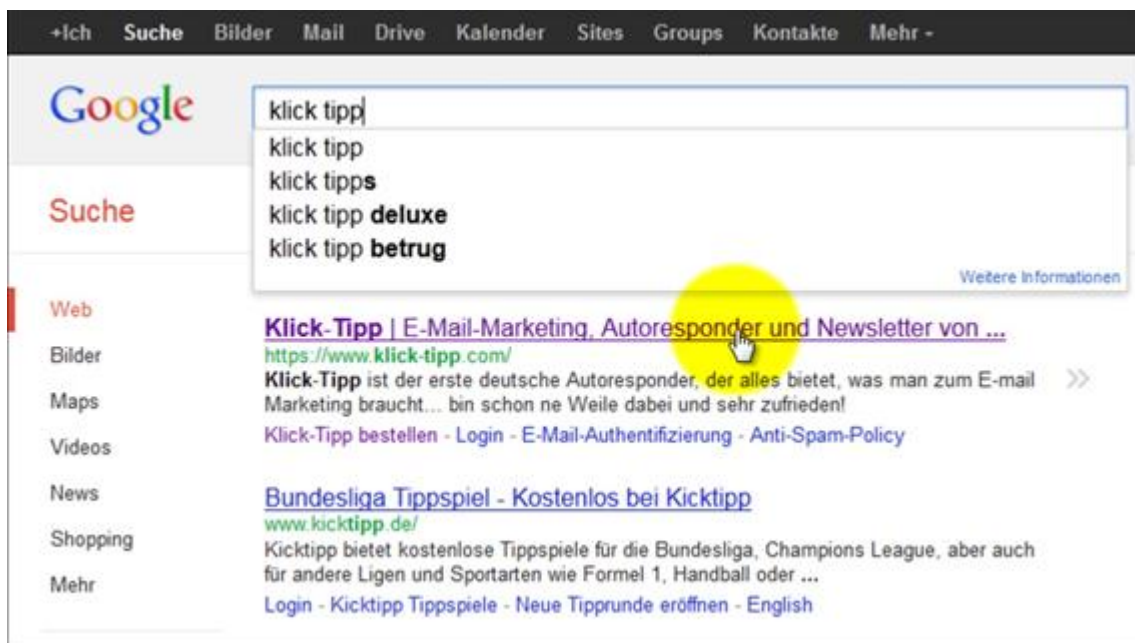 +Ich Suche Bilder Mail Drive Kalender Sites Groups Kontakte Mehr
Google
klick tipp
klick tipp
klick tipps
klick tipp deluxe
klick tipp betrug
Weitere Informationen
Suche
Web
Bilder
Maps
Videos
News
Shopping
Mehr
Klick-Tipp | E-Mail-Marketing, Autoresponder und Newsletter von ...
https://www.klick-tipp.com/
Klick-Tipp ist der erste deutsche Autoresponder, der alles bietet, was man zum E-mail
Marketing braucht... bin schon ne Weile dabei und sehr zufrieden!
Klick-Tipp bestellen - Login - E-Mail-Authentifizierung - Anti-Spam-Policy
Bundesliga Tippspiel - Kostenlos bei Kicktipp
www.kicktipp.de/
Kicktipp bietet kostenlose Tippspiele für die Bundesliga, Champions League, aber auch
für andere Ligen und Sportarten wie Formel 1, Handball oder ...
Login - Kicktipp Tippspiele - Neue Tipprunde eröffnen - English